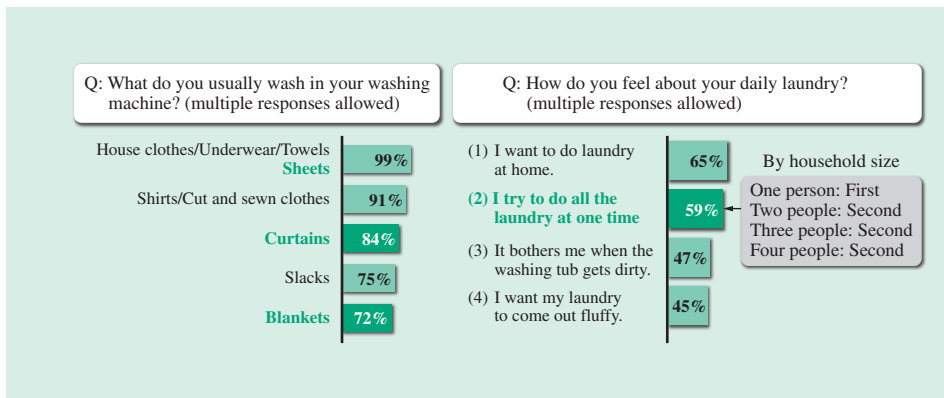 Q: What do you usually wash in your washing
machine? (multiple responses allowed)
House clothes/Underwear/Towels
Sheets
99%
Shirts/Cut and sewn clothes
91%
Curtains
84%
Slacks
75%
Blankets
72%
Q: How do you feel about your daily laundry?
(multiple responses allowed)
(1) I want to do laundry
at home.
65%
(2) I try to do all the
laundry at one time
59%
(3) It bothers me when the
washing tub gets dirty.
47%
(4) I want my laundry
to come out fluffy.
45%
By household size
One person: First
Two people: Second
Three people: Second
Four people: Second